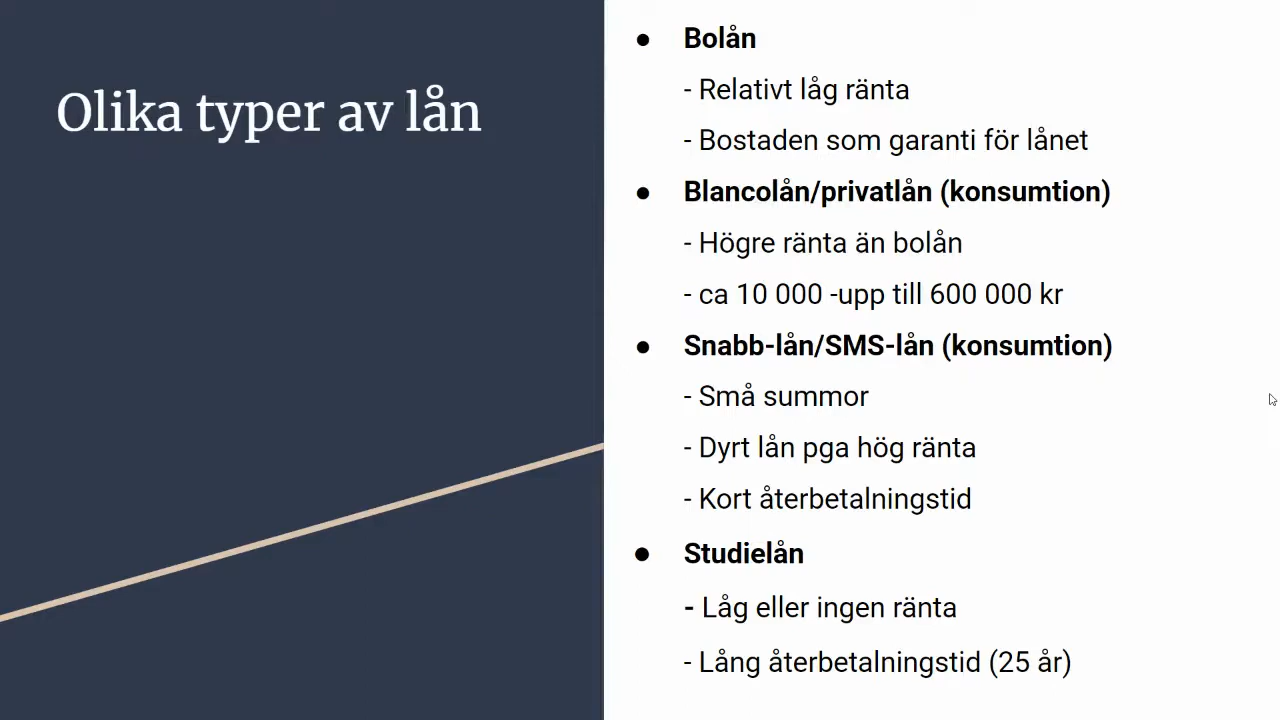 Olika typer av lån
● Bolån
- Relativt låg ränta
- Bostaden som garanti för lånet
● Blancolån/privatlån (konsumtion)
- Högre ränta än bolån
- ca 10 000 -upp till 600 000 kr
● Snabb-lån/SMS-lån (konsumtion)
- Små summor
- Dyrt lån pga hög ränta
- Kort återbetalningstid
● Studielån
- Låg eller ingen ränta
- Lång återbetalningstid (25 år)